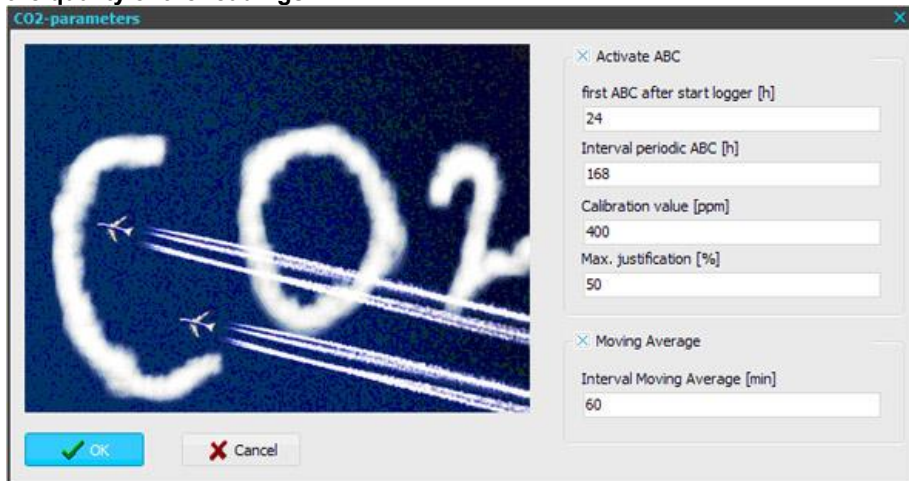 CO2-parameters
CO2
Activate ABC
first ABC after start logger [h]
24
Interval periodic ABC [h]
168
Calibration value [ppm]
400
Max. justification [%]
50
Moving Average
Interval Moving Average [min]
60
OK
Cancel